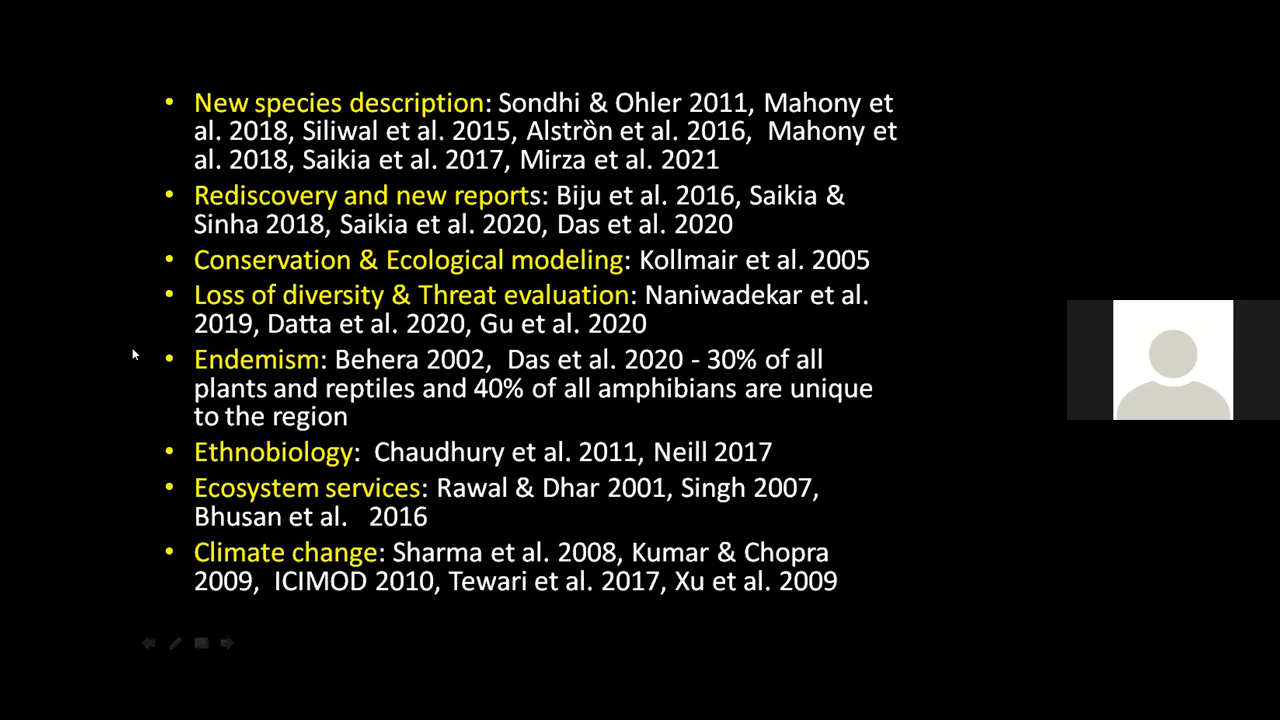 • New species description: Sondhi & Ohler 2011, Mahony et
al. 2018, Siliwal et al. 2015, Alstrȍn et al. 2016,  Mahony et
al. 2018, Saikia et al. 2017, Mirza et al. 2021
• Rediscovery and new reports: Biju et al. 2016, Saikia &
Sinha 2018, Saikia et al. 2020, Das et al. 2020
• Conservation & Ecological modeling: Kollmair et al. 2005
• Loss of diversity & Threat evaluation: Naniwadekar et al.
2019, Datta et al. 2020, Gu et al. 2020
• Endemism: Behera 2002,  Das et al. 2020 - 30% of all
plants and reptiles and 40% of all amphibians are unique
to the region
• Ethnobiology:  Chaudhury et al. 2011, Neill 2017
• Ecosystem services: Rawal & Dhar 2001, Singh 2007,
Bhusan et al.   2016
• Climate change: Sharma et al. 2008, Kumar & Chopra
2009,  ICIMOD 2010, Tewari et al. 2017, Xu et al. 2009